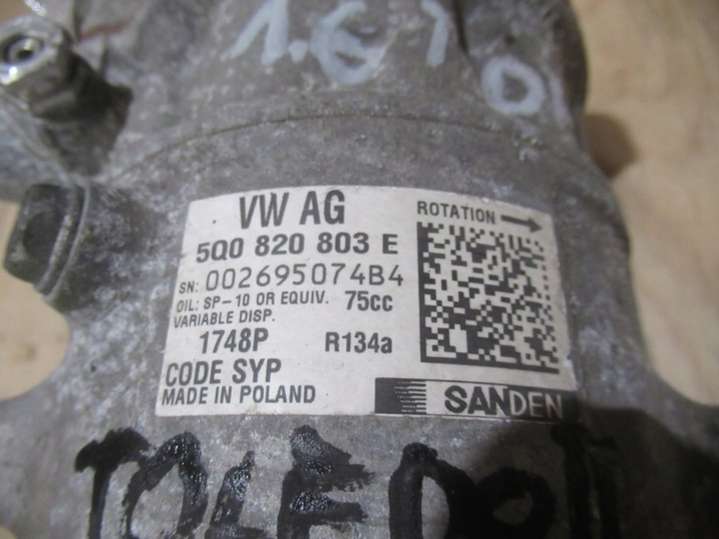 1.6 T
VW AG
ROTATION
5Q0 820 803 E
SN: 002695074B4
OIL: SP-10 OR EQUIV. 75cc
VARIABLE DISP.
1748P R134a
CODE SYP
MADE IN POLAND
SANDEN
TOLEDO